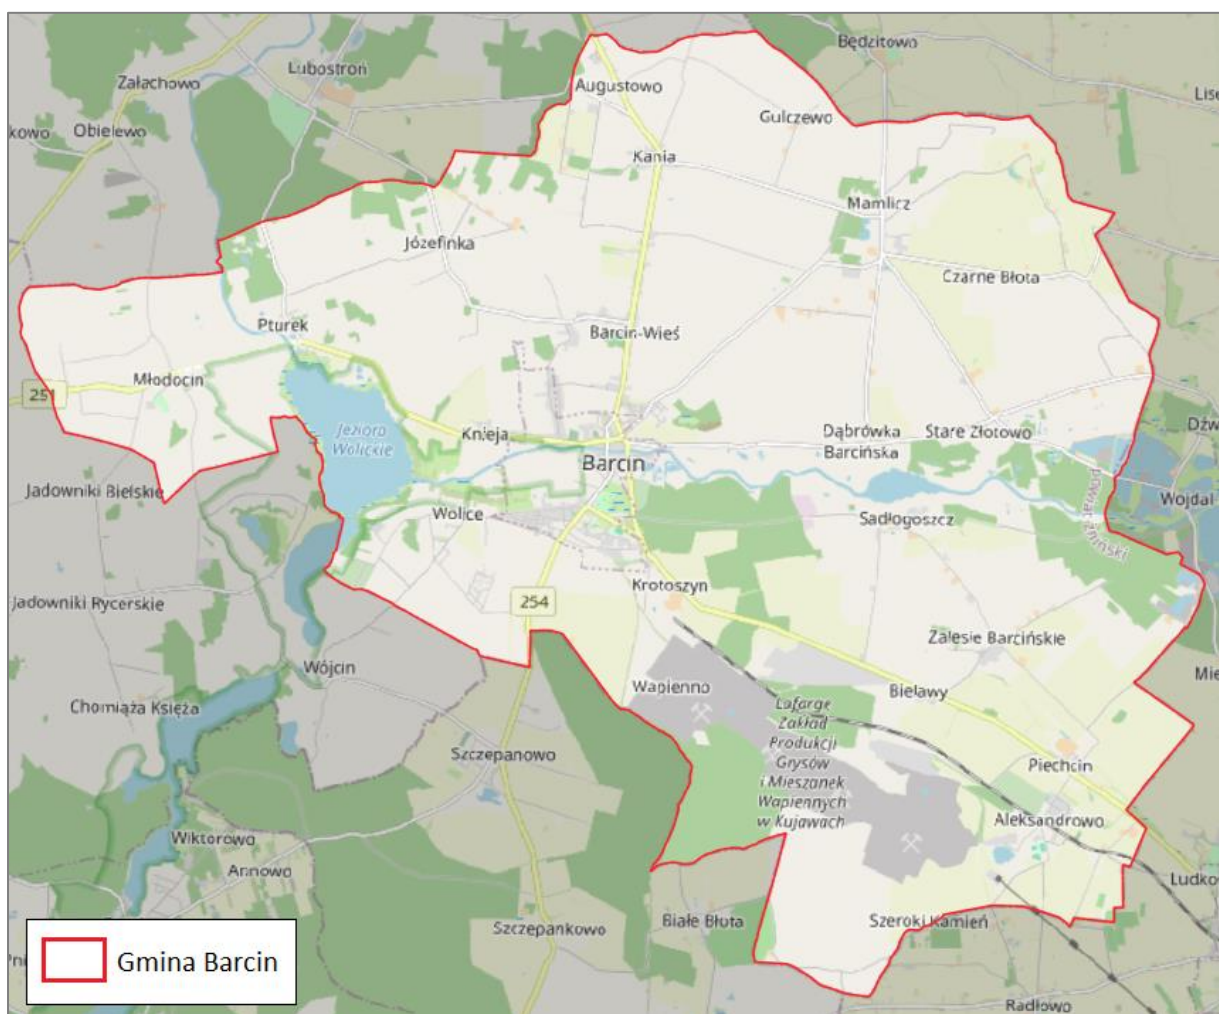 Będzitowo
Lubostroń
Załachowo
Augustowo
Lise
Gulczewo
kowo
Obielewo
Kania
Mamlicz
Józefinka
Czarne Błota
Pturek
Barcin-Wieś
Młodocin
251
Jezioro
Wolickie
Knieja
Dąbrówka
Barcińska
Stare Złotowo
Dźw
Barcin
Jadowniki Bielskie
powiat żniński
Wojdal
Wolice
Sadłogoszcz
Krotoszyn
254
Jadowniki Rycerskie
Zalesie Barcińskie
Wójcin
Mie
Wapienno
Bielawy
Chomiąża Księża
Lafarge
Zakład
Produkcji
Grysów
i Mieszanek
Wapiennych
w Kujawach
Szczepanowo
Piechcin
Aleksandrowo
Wiktorowo
Annowo
Ludko
Białe Błota
Szeroki Kamień
Szczepankowo
Pni
Gmina Barcin
Radłowo